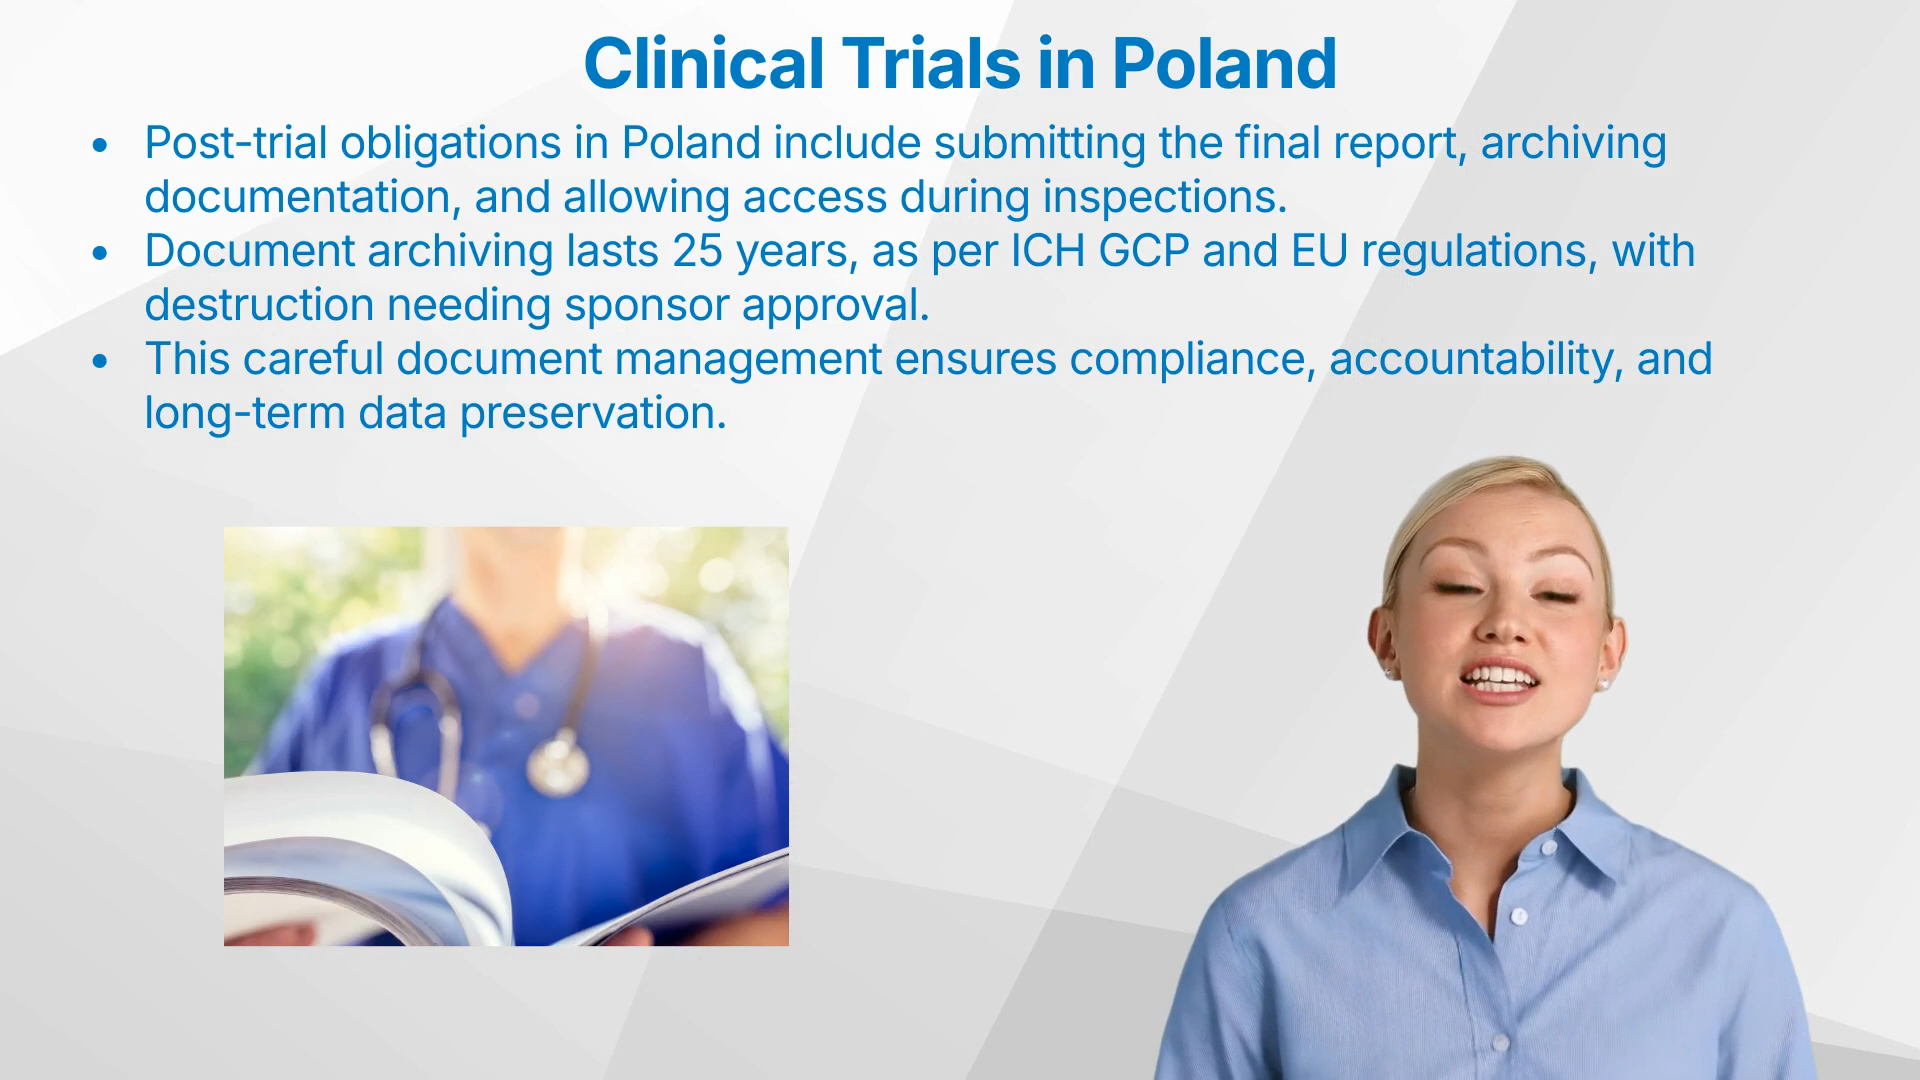 Clinical Trials in Poland
• Post-trial obligations in Poland include submitting the final report, archiving
documentation, and allowing access during inspections.
• Document archiving lasts 25 years, as per ICH GCP and EU regulations, with
destruction needing sponsor approval.
• This careful document management ensures compliance, accountability, and
long-term data preservation.